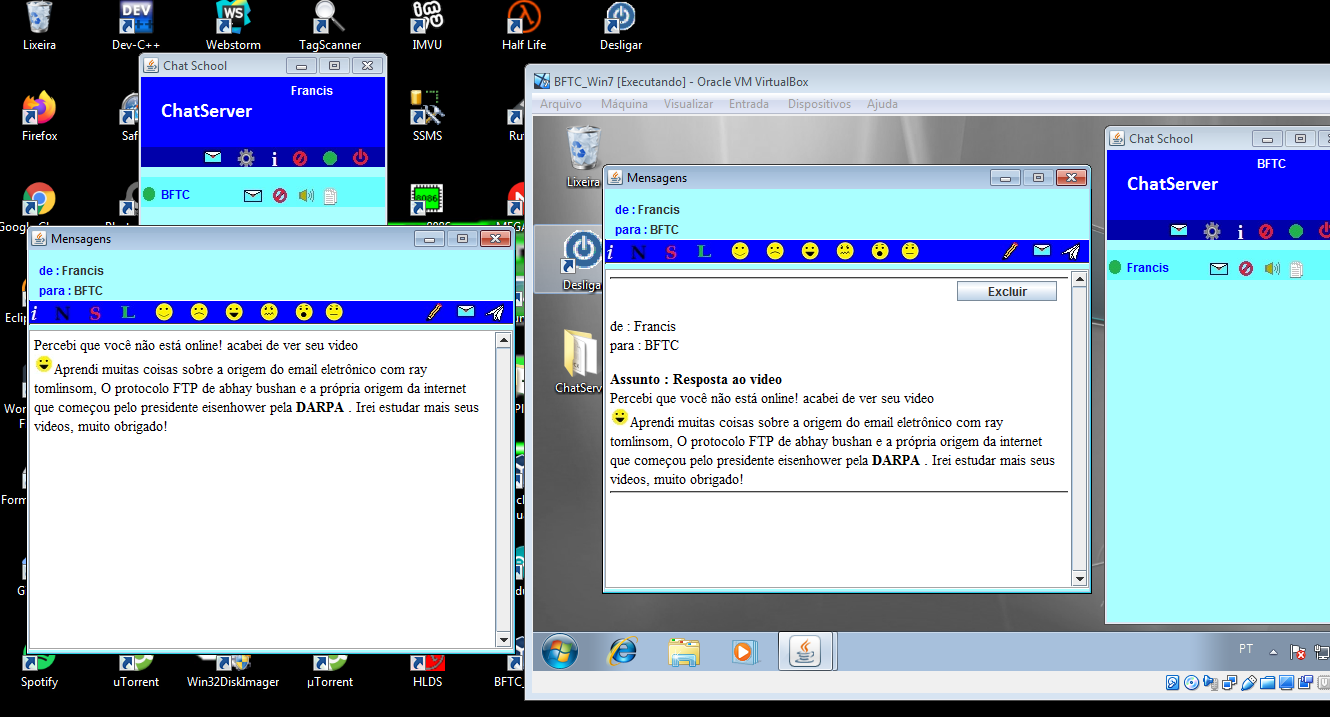 Lixeira
Dev-C++
Webstorm
TagScanner
IMVU
Half Life
Desligar
Chat School
Francis
ChatServer
BFTC
Firefox
Saf
SSMS
Ru
BFTC_Win7 [Executando] - Oracle VM VirtualBox
Arquivo Máquina Visualizar Entrada Dispositivos Ajuda
Lixeira
Desliga
ChatServ
Mensagens
de : Francis
para : BFTC
i N S L
Percebi que você não está online! acabei de ver seu video
Aprendi muitas coisas sobre a origem do email eletrônico com ray
tomlinsom, O protocolo FTP de abhay bushan e a própria origem da internet
que começou pelo presidente eisenhower pela DARPA . Irei estudar mais seus
videos, muito obrigado!
Mensagens
de : Francis
para : BFTC
i N S L
Excluir
de : Francis
para : BFTC
Assunto : Resposta ao video
Percebi que você não está online! acabei de ver seu video
Aprendi muitas coisas sobre a origem do email eletrônico com ray
tomlinsom, O protocolo FTP de abhay bushan e a própria origem da internet
que começou pelo presidente eisenhower pela DARPA . Irei estudar mais seus
videos, muito obrigado!
Chat School
BFTC
ChatServer
Francis
PT
Eclip
Wor
F
Form
G
Spotify
uTorrent
Win32DiskImager
µTorrent
HLDS
BFTC_